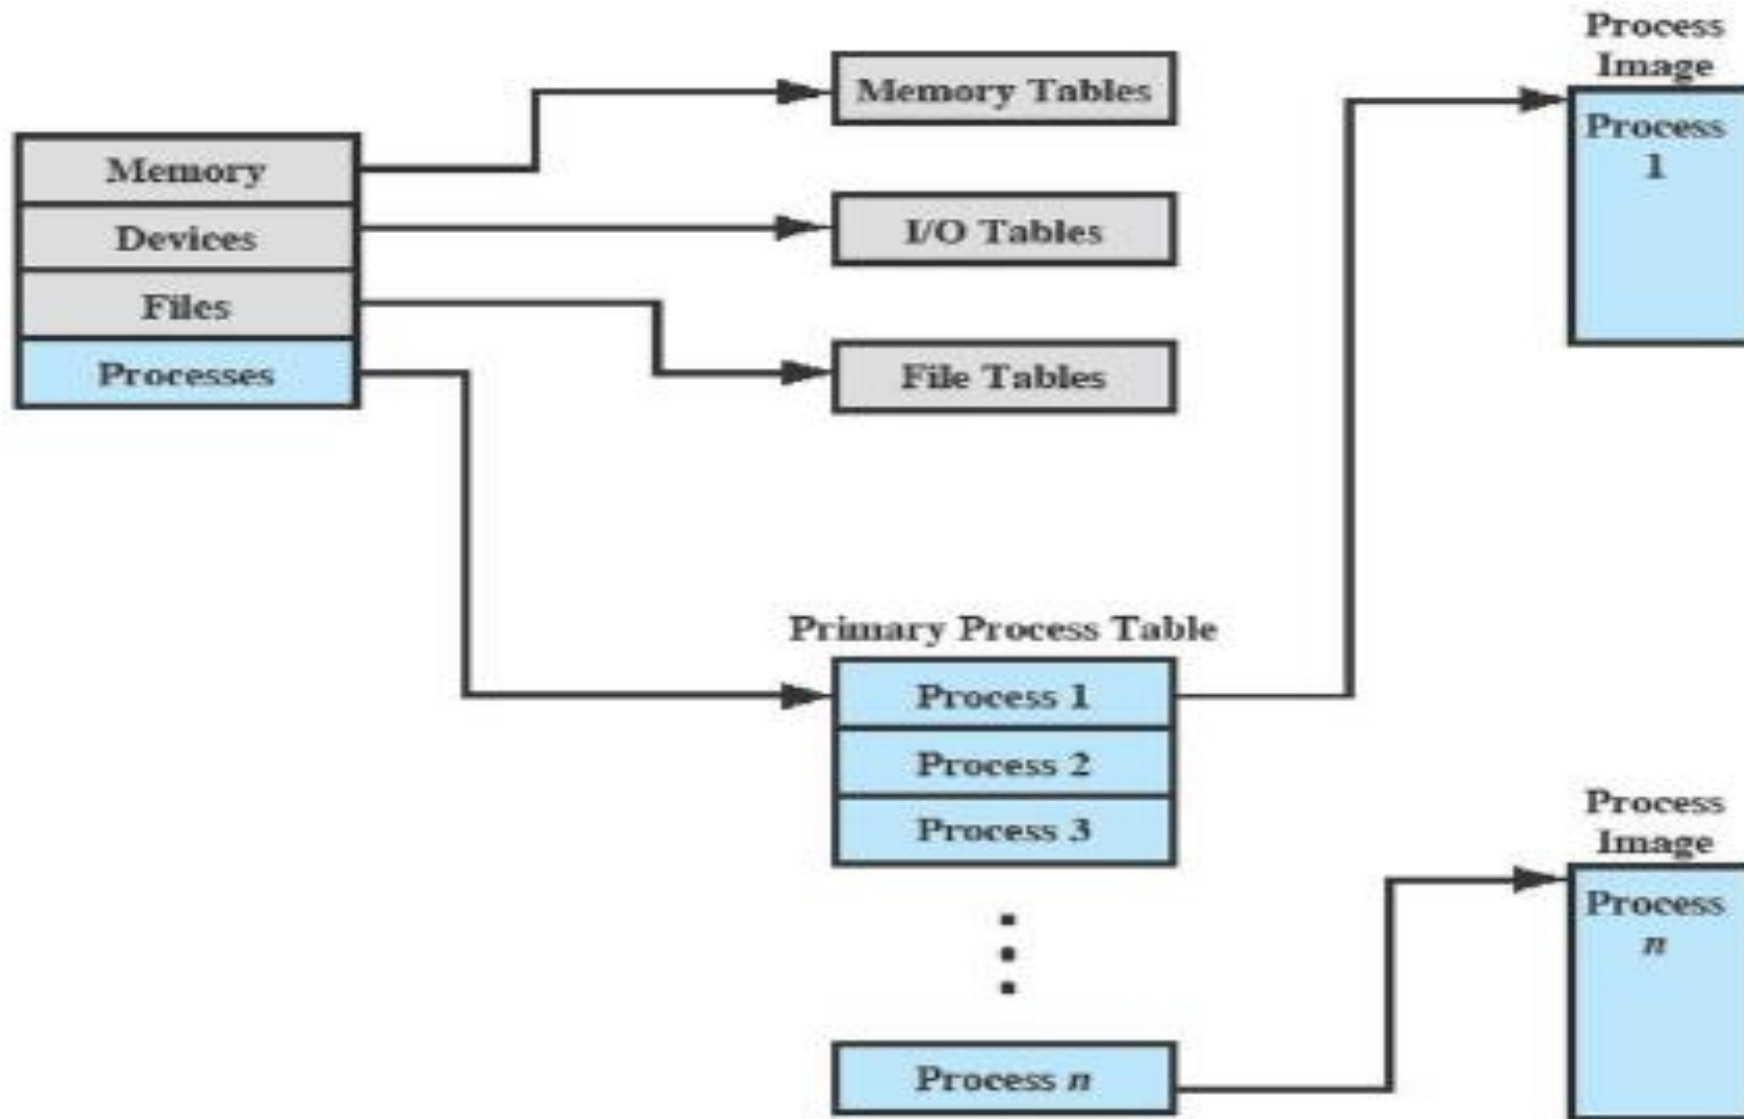 Memory
Devices
Files
Processes
Memory Tables
I/O Tables
File Tables
Primary Process Table
Process 1
Process 2
Process 3
Process n
Process
Image
Process
1
Process
Image
Process
n